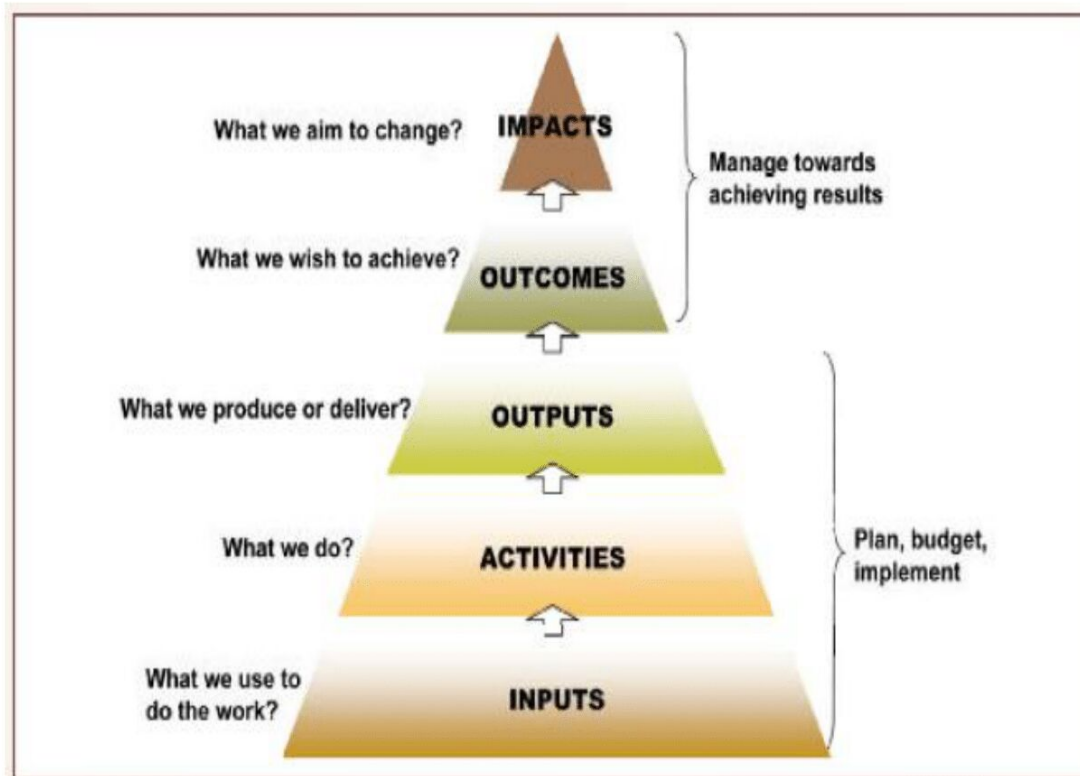 What we aim to change?
IMPACTS
Manage towards
achieving results
What we wish to achieve?
OUTCOMES
What we produce or deliver?
OUTPUTS
What we do?
ACTIVITIES
Plan, budget,
implement
What we use to
do the work?
INPUTS